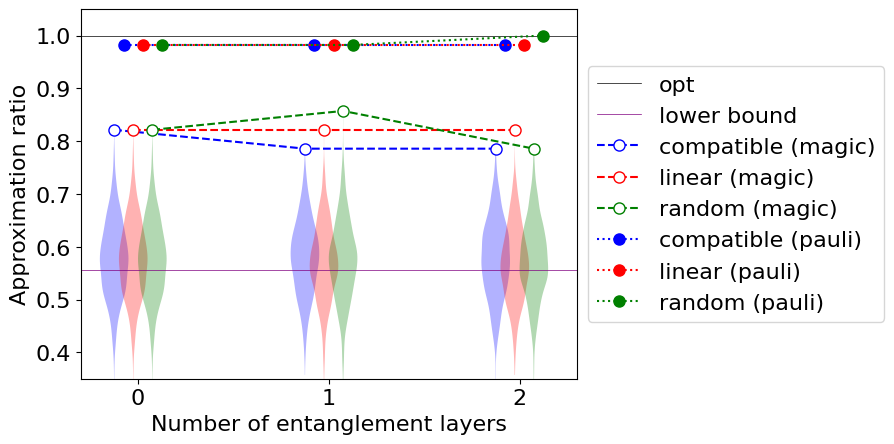 1.0
0.9
0.8
0.7
0.6
0.5
0.4
Approximation ratio
0 1 2
Number of entanglement layers
opt
lower bound
compatible (magic)
linear (magic)
random (magic)
compatible (pauli)
linear (pauli)
random (pauli)